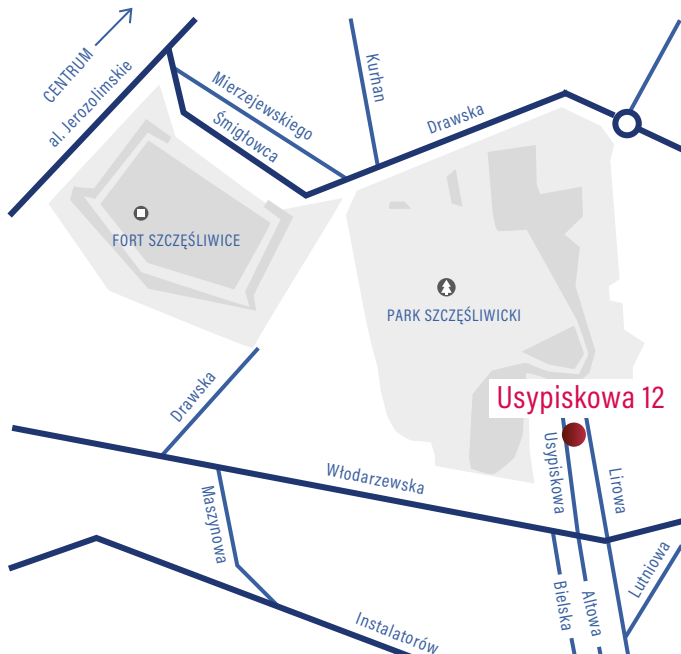 CENTRUM
al. Jerozolimskie
Mierzejewskiego
Śmigłowca
Kurhan
Drawska
FORT SZCZĘŚLIWICE
PARK SZCZĘŚLIWICKI
Drawska
Usypiskowa 12
Usypiskowa
Lirowa
Włodarzewska
Maszynowa
Bielska
Altowa
Lutniowa
Instalatorów